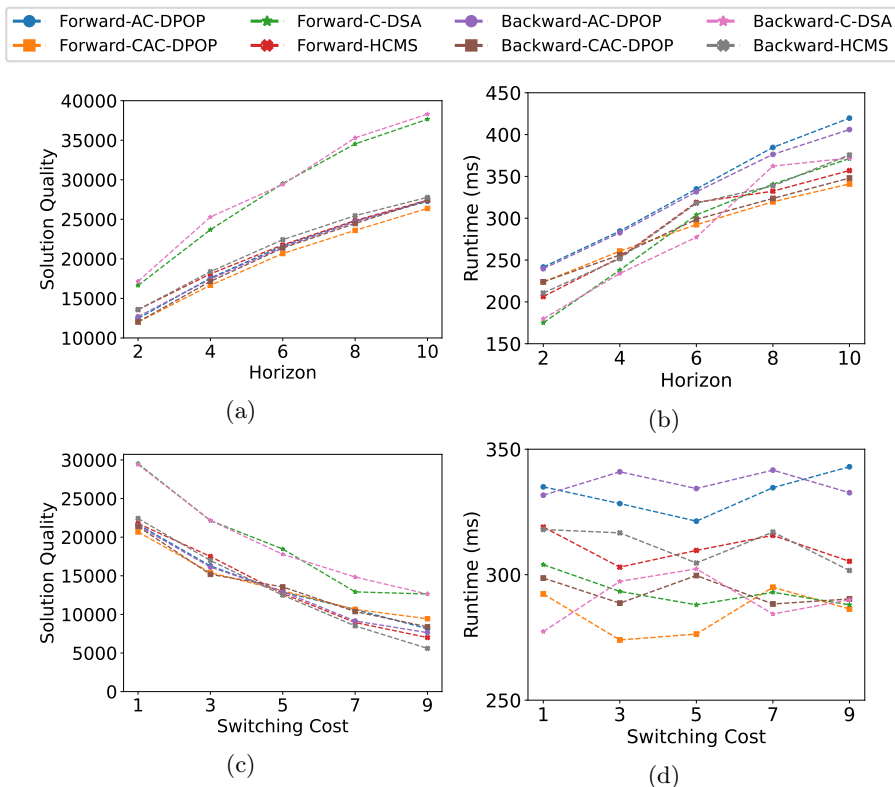 Forward-AC-DPOP Forward-C-DSA Backward-AC-DPOP Backward-C-DSA
Forward-CAC-DPOP Forward-HCMS Backward-CAC-DPOP Backward-HCMS
40000
35000
30000
25000
20000
15000
10000
Solution Quality
2 4 6 8 10
Horizon
(a)
450
400
350
300
250
200
150
Runtime (ms)
2 4 6 8 10
Horizon
(b)
30000
25000
20000
15000
10000
5000
0
Solution Quality
1 3 5 7 9
Switching Cost
(c)
350
300
250
Runtime (ms)
1 3 5 7 9
Switching Cost
(d)